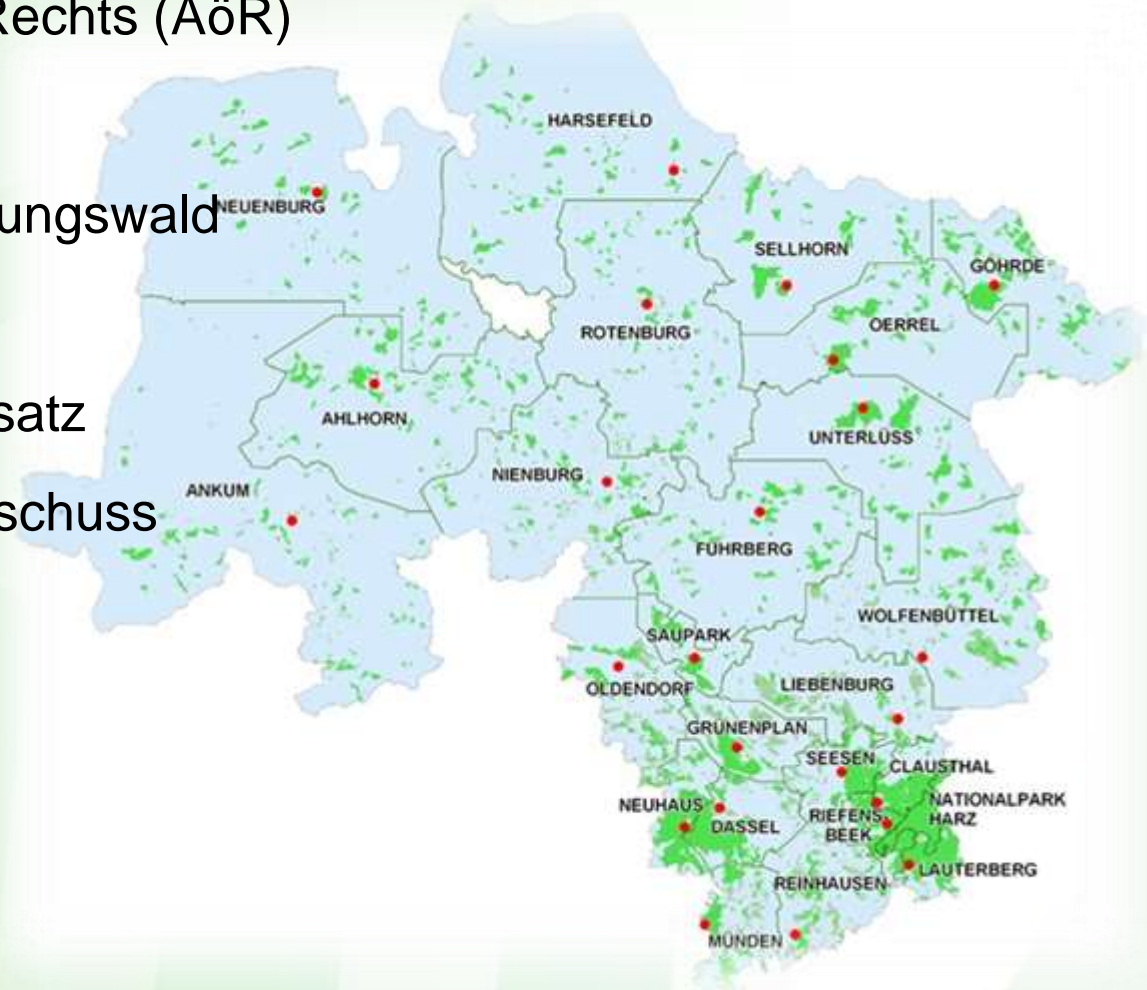 Rechts (AöR)
ungswald
satz
schuss
HARSEFELD
NEUENBURG
SELLHORN
GÖHRDE
ROTENBURG
OERREL
AHLHORN
UNTERLÜSS
NIENBURG
ANKUM
FUHRBERG
WOLFENBÜTTEL
SAUPARK
OLDENDORF
LIEBENBURG
GRÜNENPLAN
SEESEN
CLAUSTHAL
NEUHAUS
DASSEL
RIEFENS-
BEEK
NATIONALPARK
HARZ
LAUTERBERG
REINHAUSEN
MÜNDEN